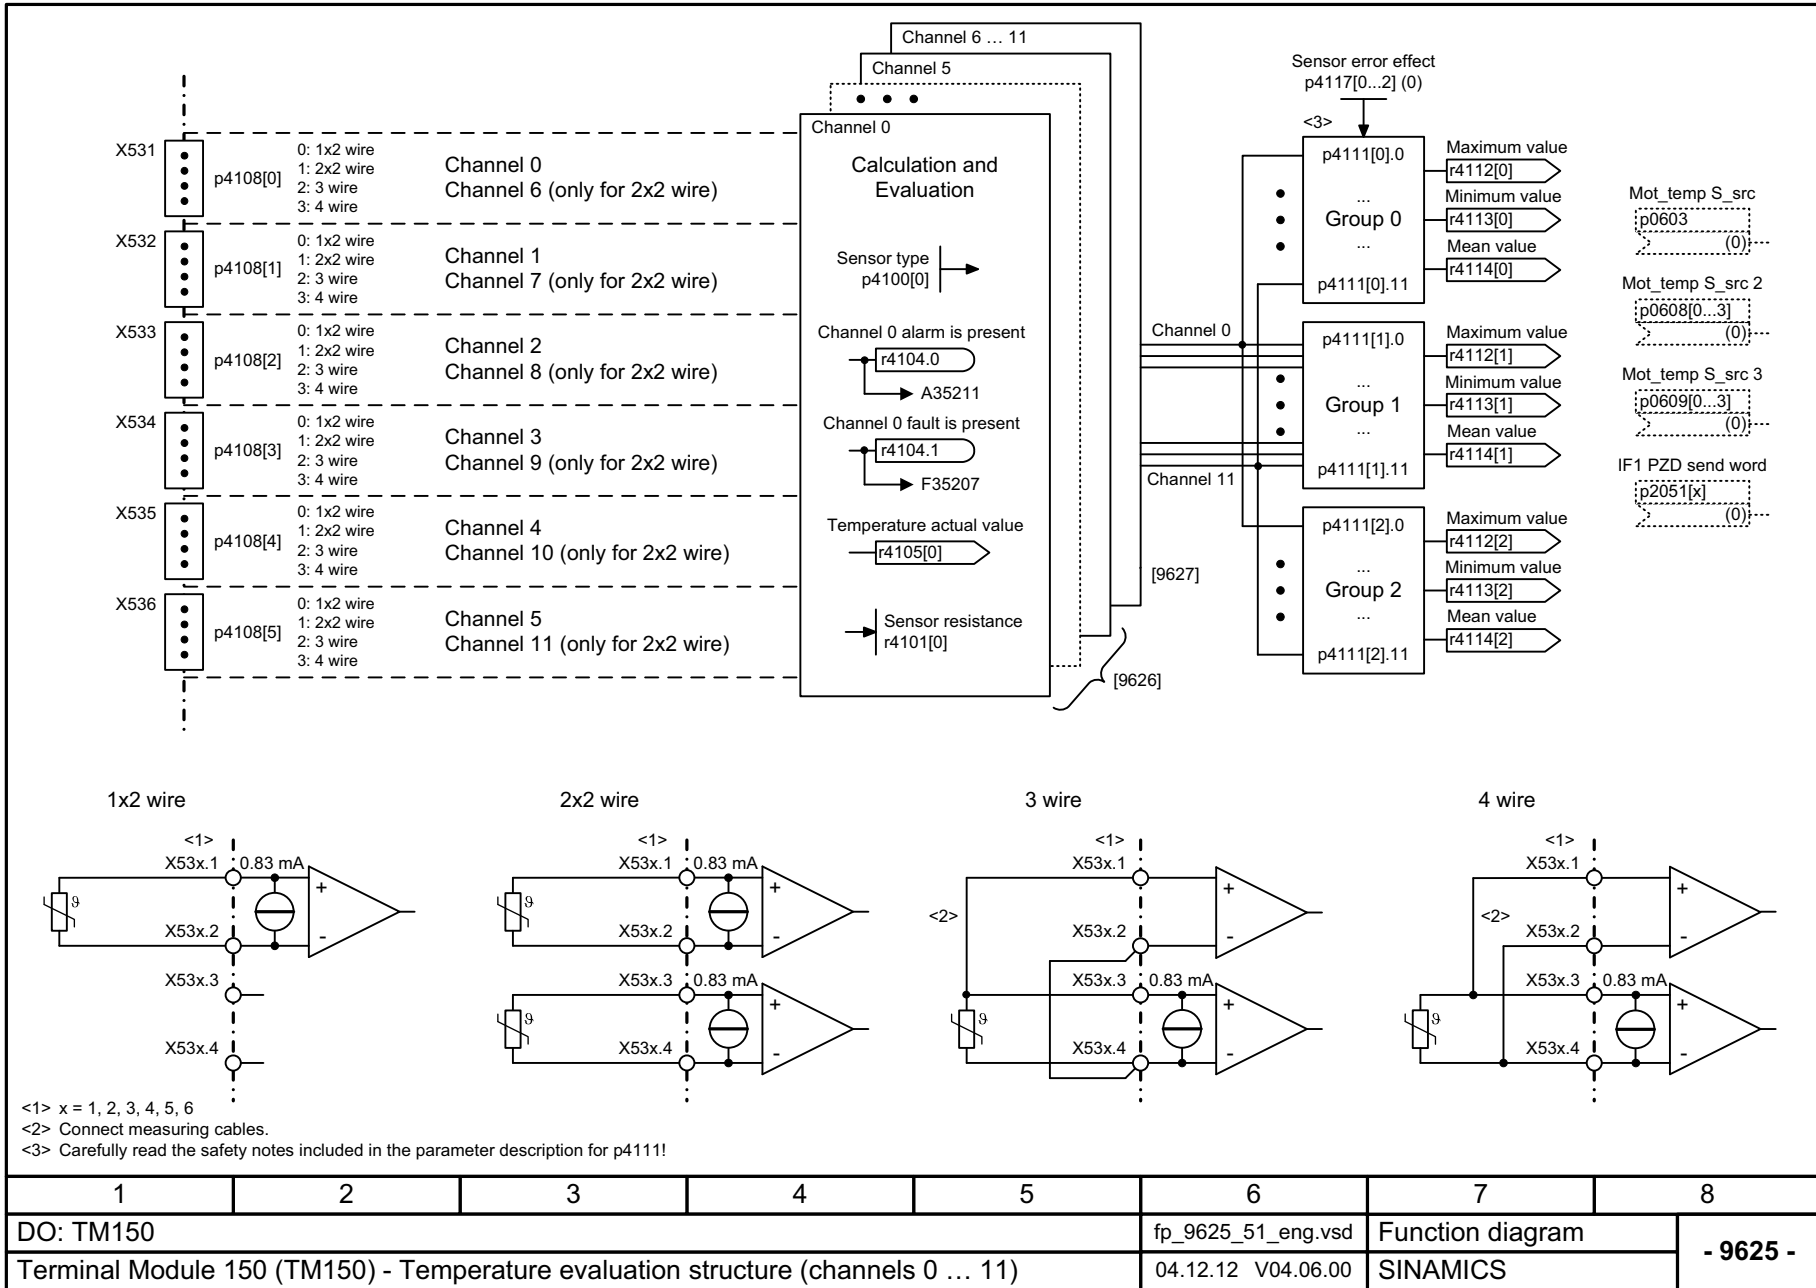 Channel 6 … 11
Channel 5
• • •
Channel 0
Calculation and
Evaluation
Sensor type
p4100[0]
Channel 0 alarm is present
r4104.0
A35211
Channel 0 fault is present
r4104.1
F35207
Temperature actual value
r4105[0]
Sensor resistance
r4101[0]
[9627]
[9626]
X531
p4108[0]
0: 1x2 wire
1: 2x2 wire
2: 3 wire
3: 4 wire
Channel 0
Channel 6 (only for 2x2 wire)
X532
p4108[1]
0: 1x2 wire
1: 2x2 wire
2: 3 wire
3: 4 wire
Channel 1
Channel 7 (only for 2x2 wire)
X533
p4108[2]
0: 1x2 wire
1: 2x2 wire
2: 3 wire
3: 4 wire
Channel 2
Channel 8 (only for 2x2 wire)
X534
p4108[3]
0: 1x2 wire
1: 2x2 wire
2: 3 wire
3: 4 wire
Channel 3
Channel 9 (only for 2x2 wire)
X535
p4108[4]
0: 1x2 wire
1: 2x2 wire
2: 3 wire
3: 4 wire
Channel 4
Channel 10 (only for 2x2 wire)
X536
p4108[5]
0: 1x2 wire
1: 2x2 wire
2: 3 wire
3: 4 wire
Channel 5
Channel 11 (only for 2x2 wire)
Channel 0
Channel 11
Sensor error effect
p4117[0...2] (0)
<3>
p4111[0].0
...
Group 0
...
p4111[0].11
Maximum value
r4112[0]
Minimum value
r4113[0]
Mean value
r4114[0]
p4111[1].0
...
Group 1
...
p4111[1].11
Maximum value
r4112[1]
Minimum value
r4113[1]
Mean value
r4114[1]
p4111[2].0
...
Group 2
...
p4111[2].11
Maximum value
r4112[2]
Minimum value
r4113[2]
Mean value
r4114[2]
Mot_temp S_src
p0603
(0)
Mot_temp S_src 2
p0608[0...3]
(0)
Mot_temp S_src 3
p0609[0...3]
(0)
IF1 PZD send word
p2051[x]
(0)
1x2 wire
<1>
X53x.1
0.83 mA
+
ϑ
X53x.2
-
X53x.3
X53x.4
2x2 wire
<1>
X53x.1
0.83 mA
+
ϑ
X53x.2
-
X53x.3
0.83 mA
+
ϑ
X53x.4
-
3 wire
<1>
X53x.1
+
<2>
X53x.2
-
X53x.3
0.83 mA
+
ϑ
X53x.4
-
4 wire
<1>
X53x.1
+
<2>
X53x.2
-
X53x.3
0.83 mA
+
ϑ
X53x.4
-
<1> x = 1, 2, 3, 4, 5, 6
<2> Connect measuring cables.
<3> Carefully read the safety notes included in the parameter description for p4111!
1 2 3 4 5 6 7 8
DO: TM150
fp_9625_51_eng.vsd
Function diagram
- 9625 -
Terminal Module 150 (TM150) - Temperature evaluation structure (channels 0 … 11)
04.12.12 V04.06.00
SINAMICS